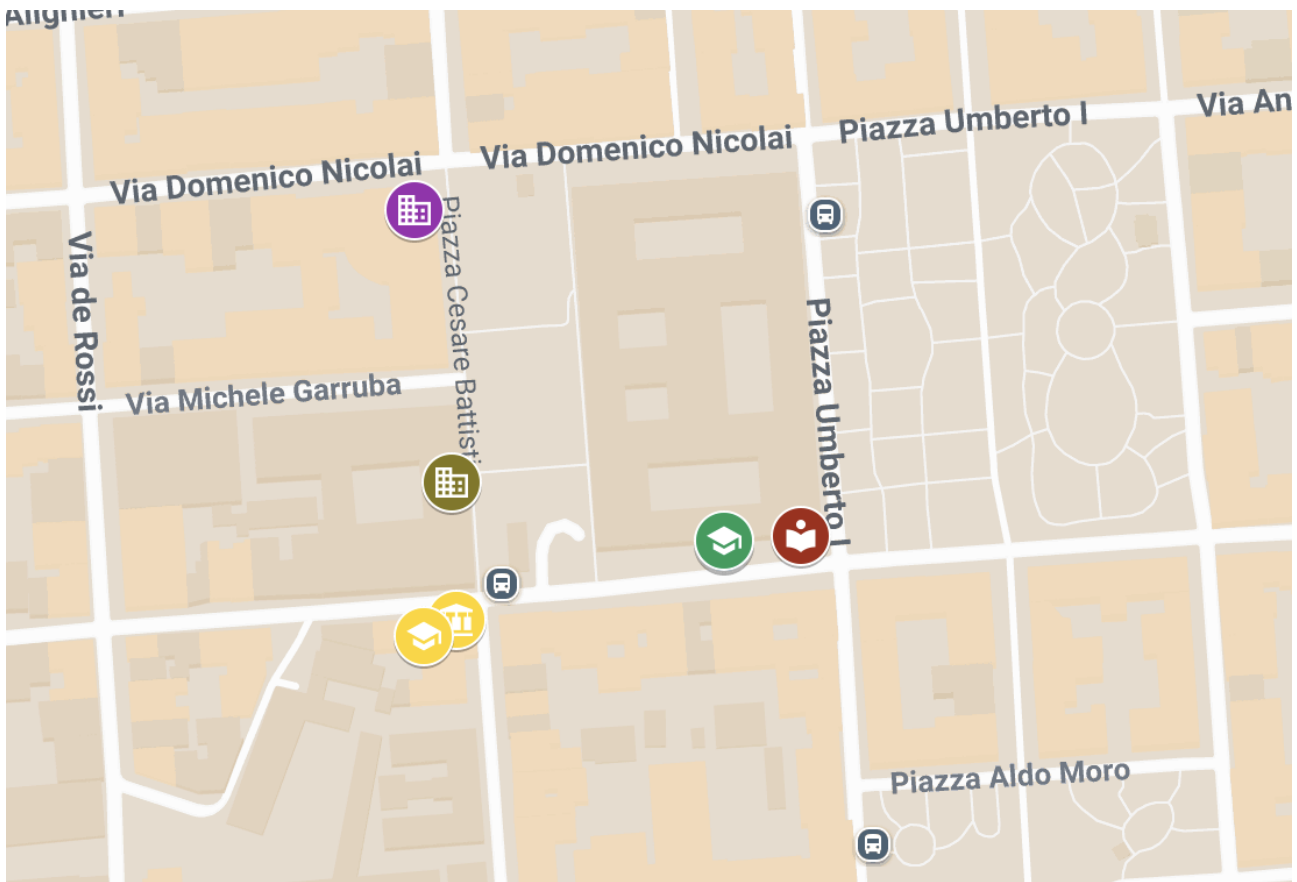 Alighieri
Piazza Umberto I
Via An
Via Domenico Nicolai
Via Domenico Nicolai
Piazza Cesare Battisti
Via de Rossi
Piazza Umberto I
Via Michele Garruba
Piazza Aldo Moro